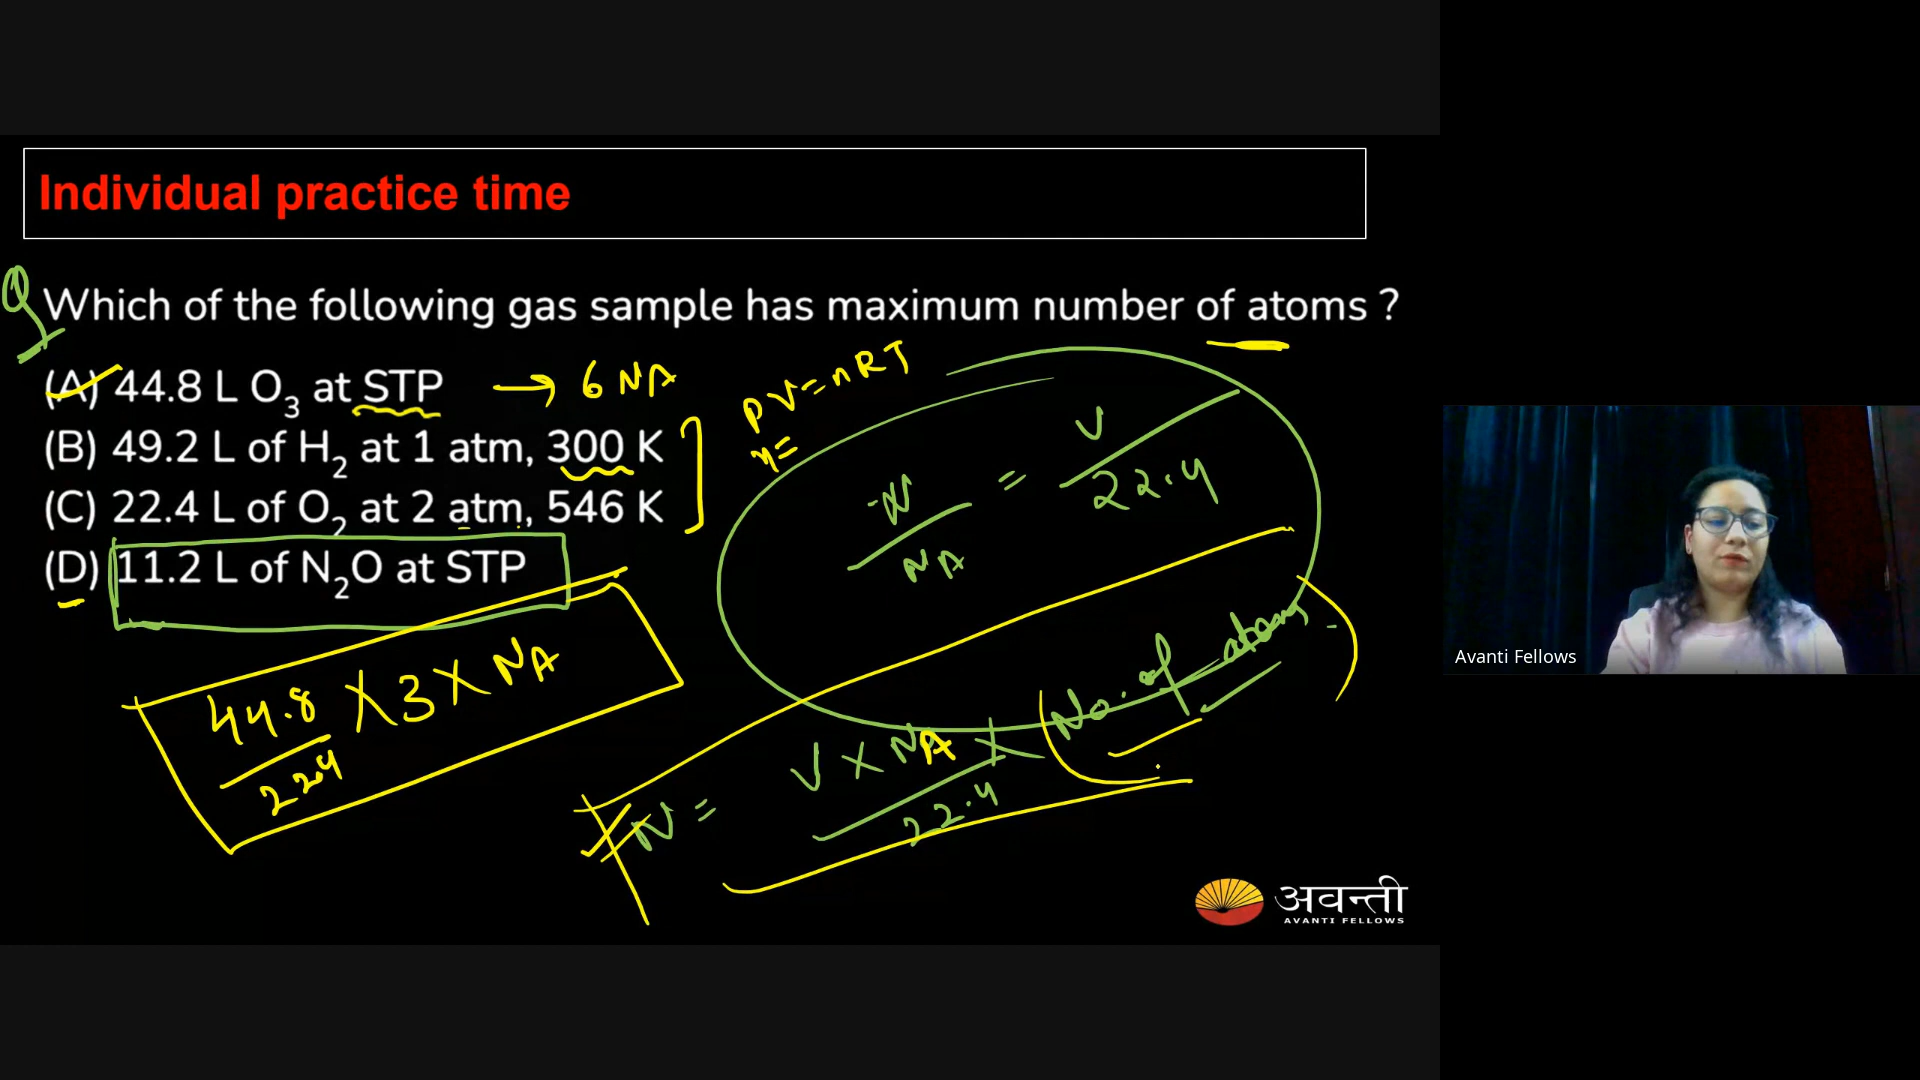 Individual practice time
Q Which of the following gas sample has maximum number of atoms ?
(A) 44.8 L O₃ at STP → 6 NA
(B) 49.2 L of H₂ at 1 atm, 300 K
(C) 22.4 L of O₂ at 2 atm, 546 K
(D) 11.2 L of N₂O at STP
PV=nRT
n=
N/NA = V/22.4
44.8/22.4 X 3 X NA
N = V X NA/22.4 X (No. of atoms)
Avanti Fellows
अवन्ती
AVANTI FELLOWS